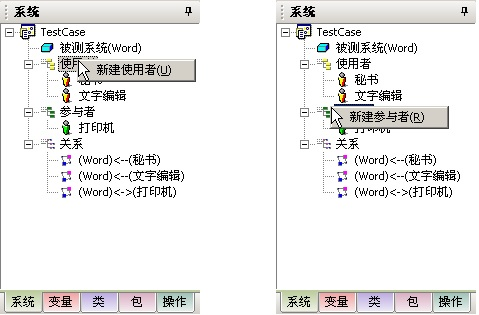 系统
TestCase
被测系统(Word)
使用
新建使用者(U)
秘书
文字编辑
参与者
打印机
关系
(Word)<--(秘书)
(Word)<--(文字编辑)
(Word)<->(打印机)
系统 变量 类 包 操作
系统
TestCase
被测系统(Word)
使用者
秘书
文字编辑
新建参与者(R)
打印机
关系
(Word)<--(秘书)
(Word)<--(文字编辑)
(Word)<->(打印机)
系统 变量 类 包 操作